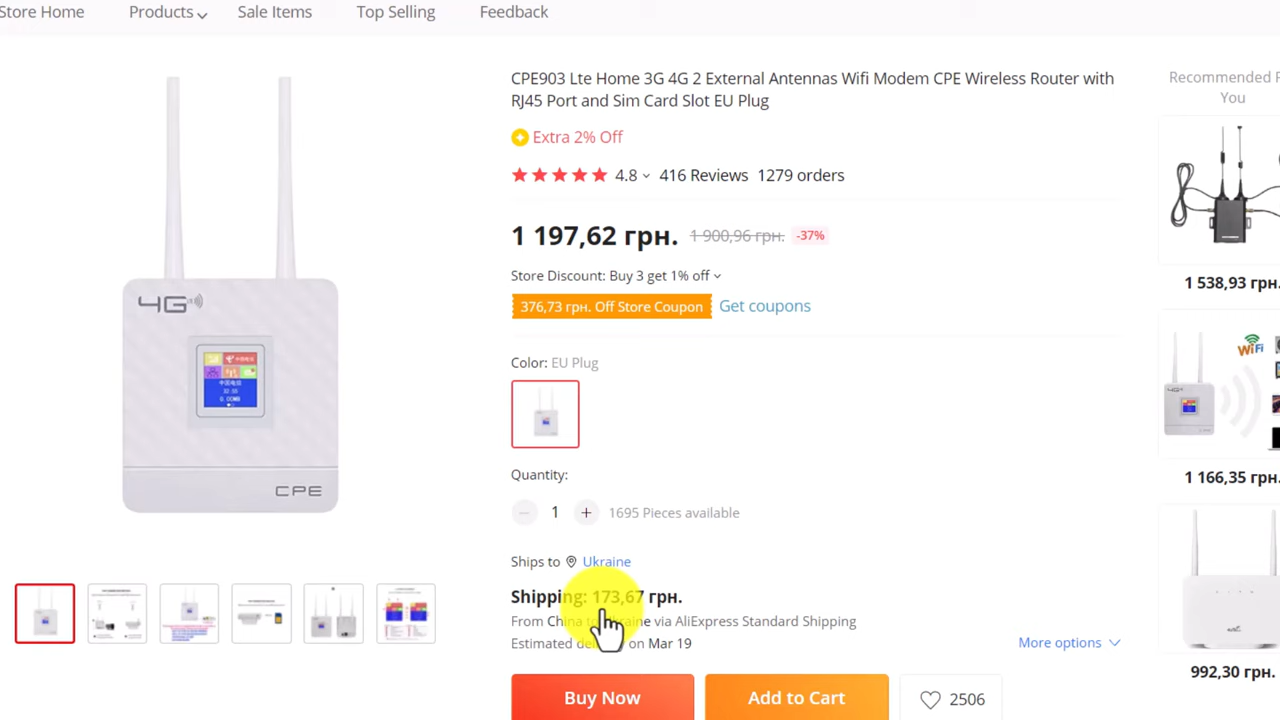 Store Home
Products
Sale Items
Top Selling
Feedback
CPE903 Lte Home 3G 4G 2 External Antennas Wifi Modem CPE Wireless Router with
RJ45 Port and Sim Card Slot EU Plug
Extra 2% Off
4.8
416 Reviews
1279 orders
1 197,62 грн.
1 900,96 грн.
-37%
Store Discount: Buy 3 get 1% off
376,73 грн. Off Store Coupon
Get coupons
Color: EU Plug
Quantity:
1
1695 Pieces available
Ships to
Ukraine
Shipping: 173,67 грн.
From China via AliExpress Standard Shipping
Estimated on Mar 19
More options
Buy Now
Add to Cart
2506
4G
中国电信
CPE
Recommended
You
1 538,93 грн.
WiFi
1 166,35 грн.
992,30 грн.